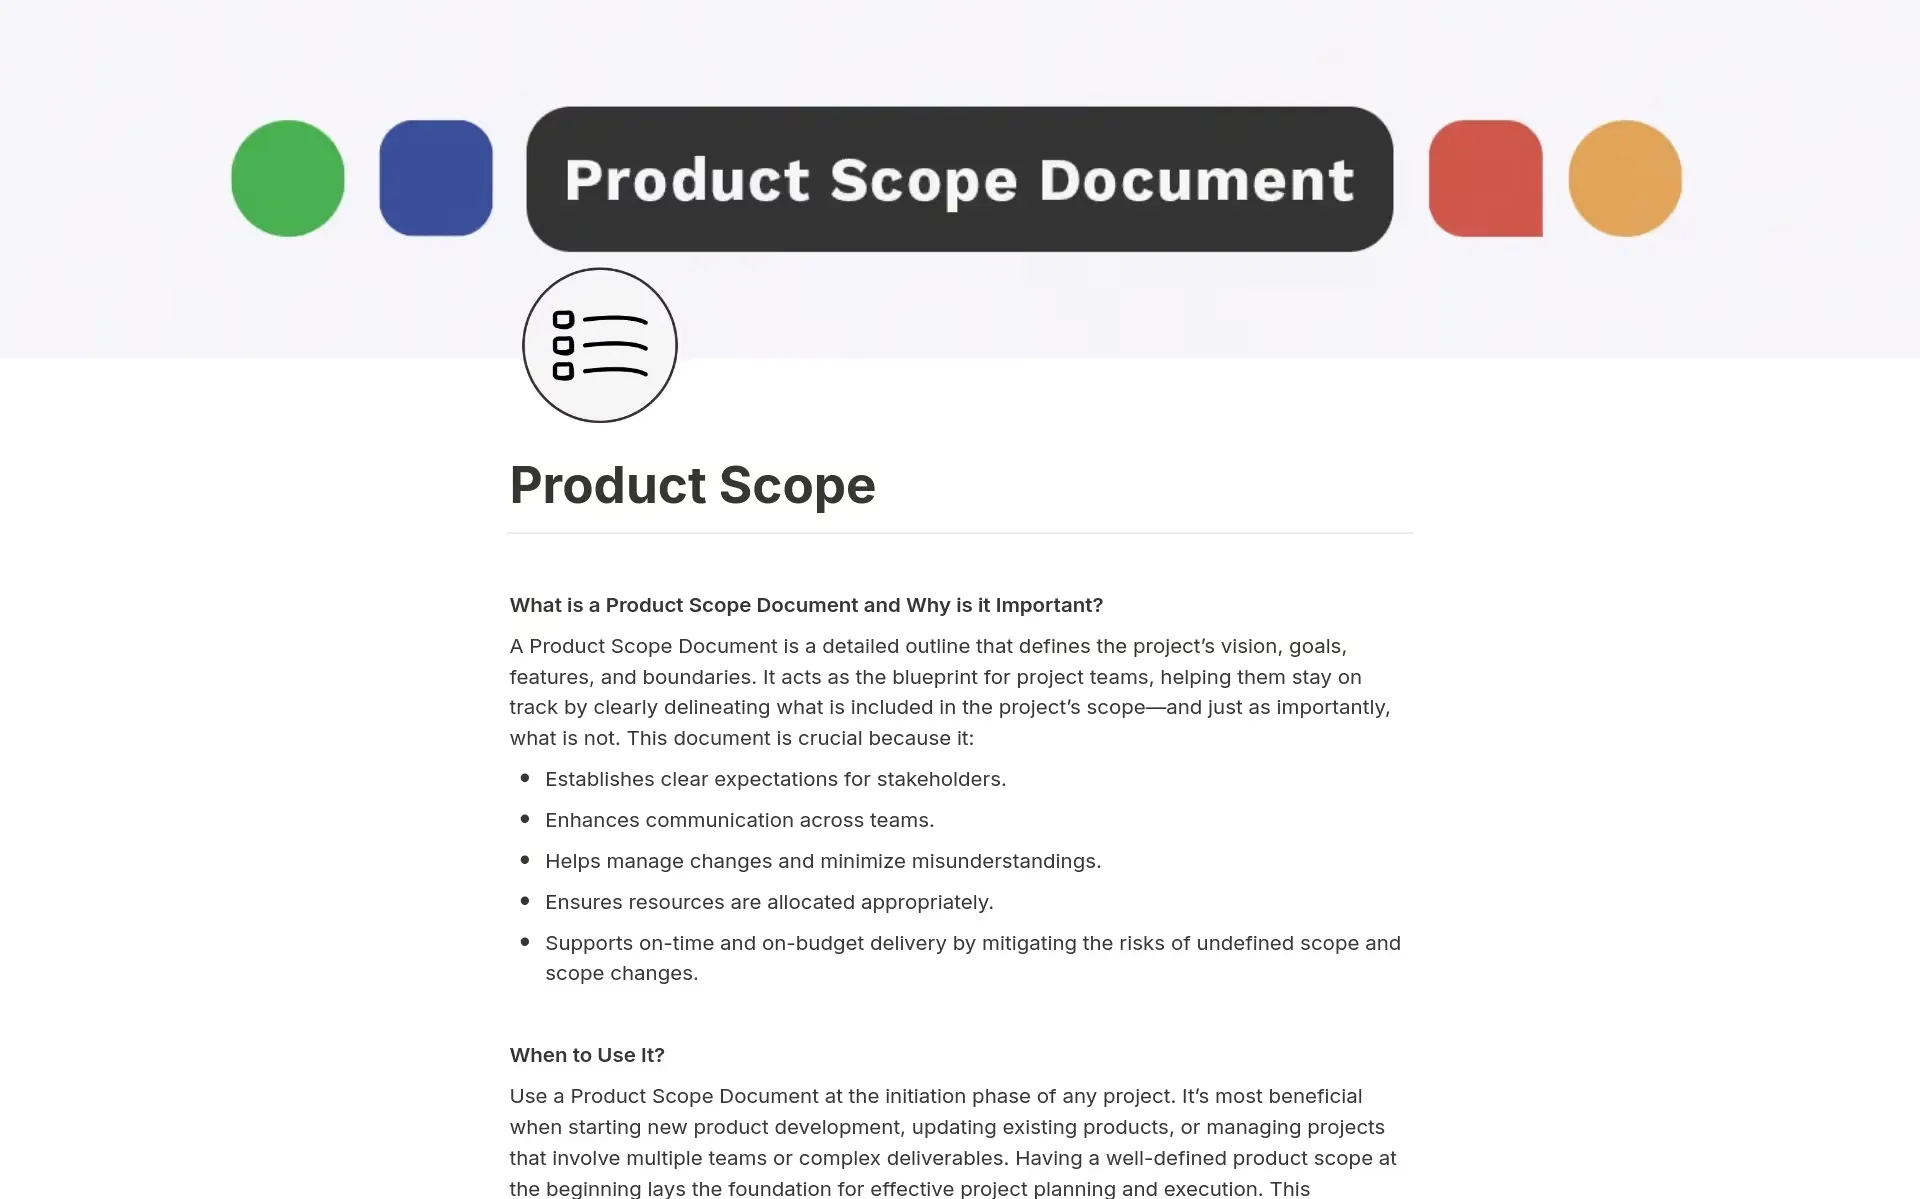 Product Scope Document
Product Scope
What is a Product Scope Document and Why is it Important?
A Product Scope Document is a detailed outline that defines the project’s vision, goals,
features, and boundaries. It acts as the blueprint for project teams, helping them stay on
track by clearly delineating what is included in the project’s scope—and just as importantly,
what is not. This document is crucial because it:
• Establishes clear expectations for stakeholders.
• Enhances communication across teams.
• Helps manage changes and minimize misunderstandings.
• Ensures resources are allocated appropriately.
• Supports on-time and on-budget delivery by mitigating the risks of undefined scope and
scope changes.
When to Use It?
Use a Product Scope Document at the initiation phase of any project. It’s most beneficial
when starting new product development, updating existing products, or managing projects
that involve multiple teams or complex deliverables. Having a well-defined product scope at
the beginning lays the foundation for effective project planning and execution. This